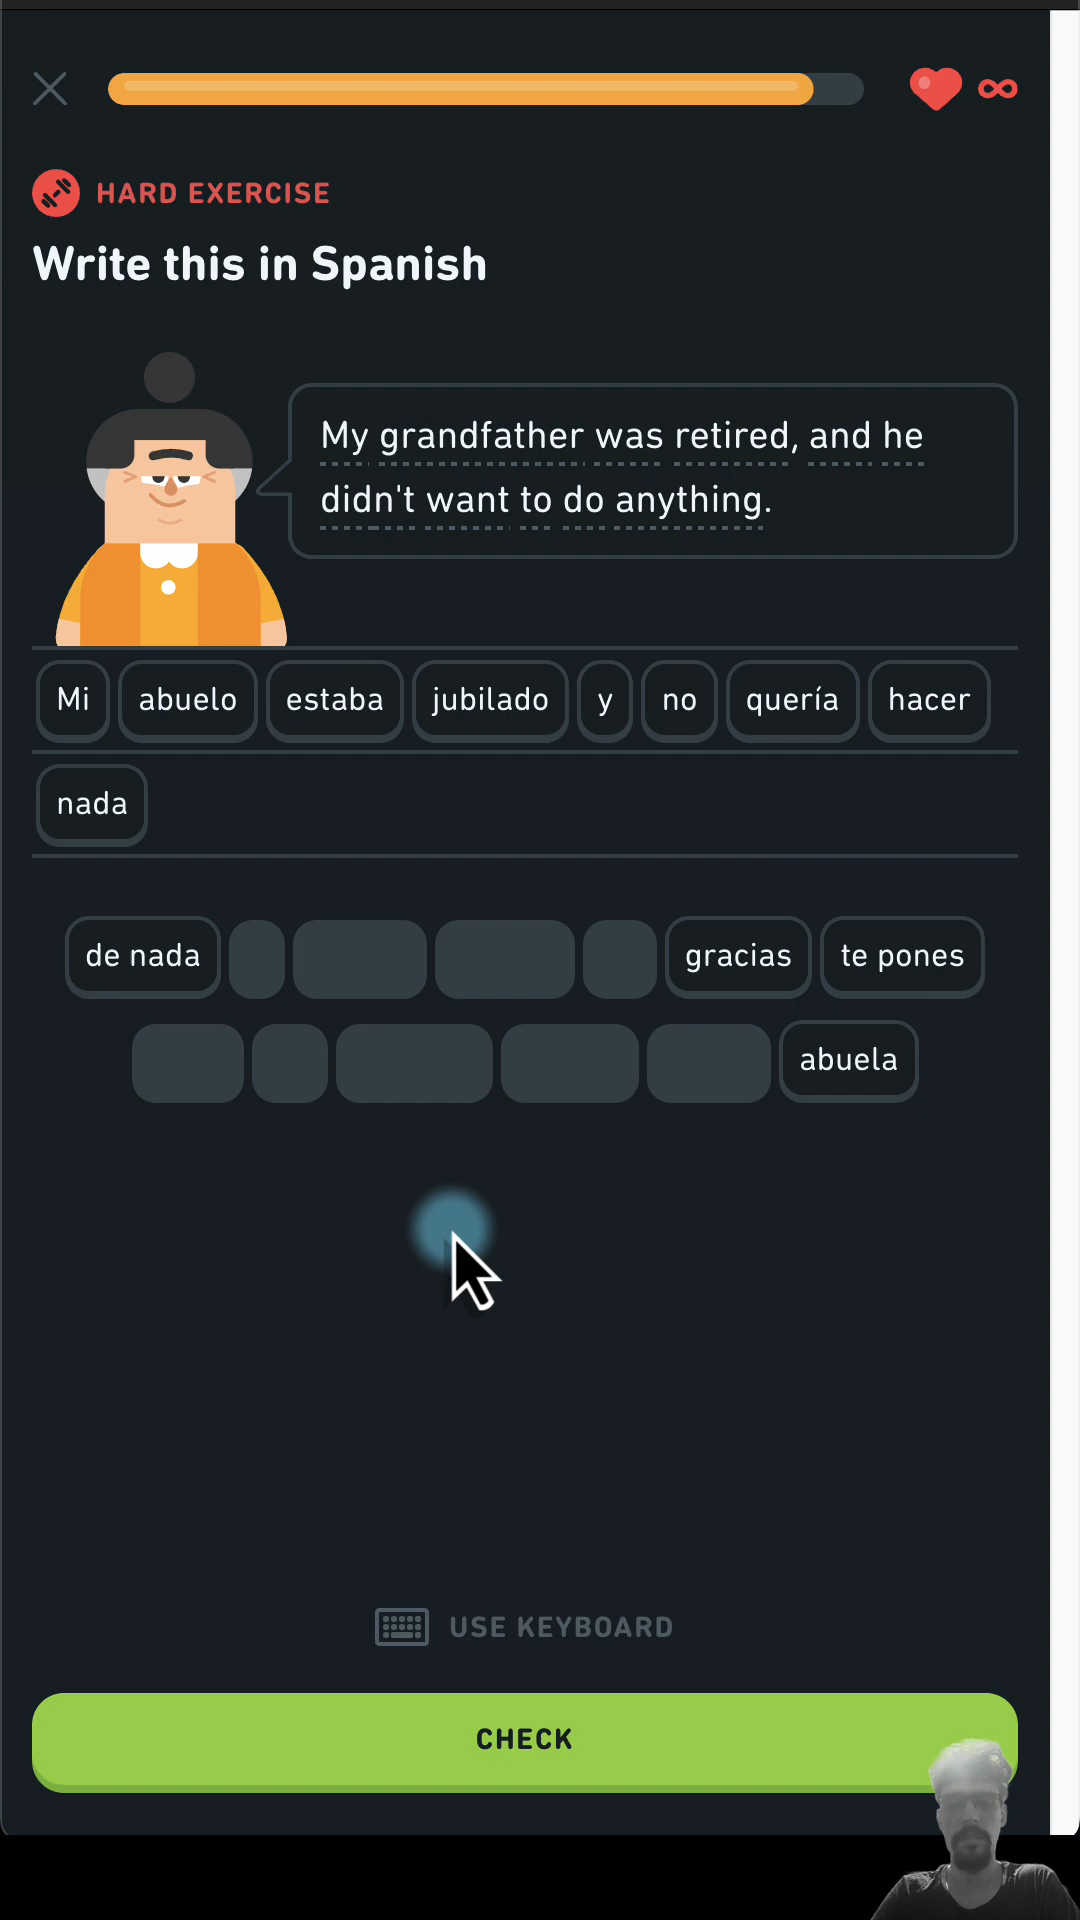 HARD EXERCISE
Write this in Spanish
My grandfather was retired, and he
didn't want to do anything.
Mi abuelo estaba jubilado y no quería hacer
nada
de nada gracias te pones
abuela
USE KEYBOARD
CHECK